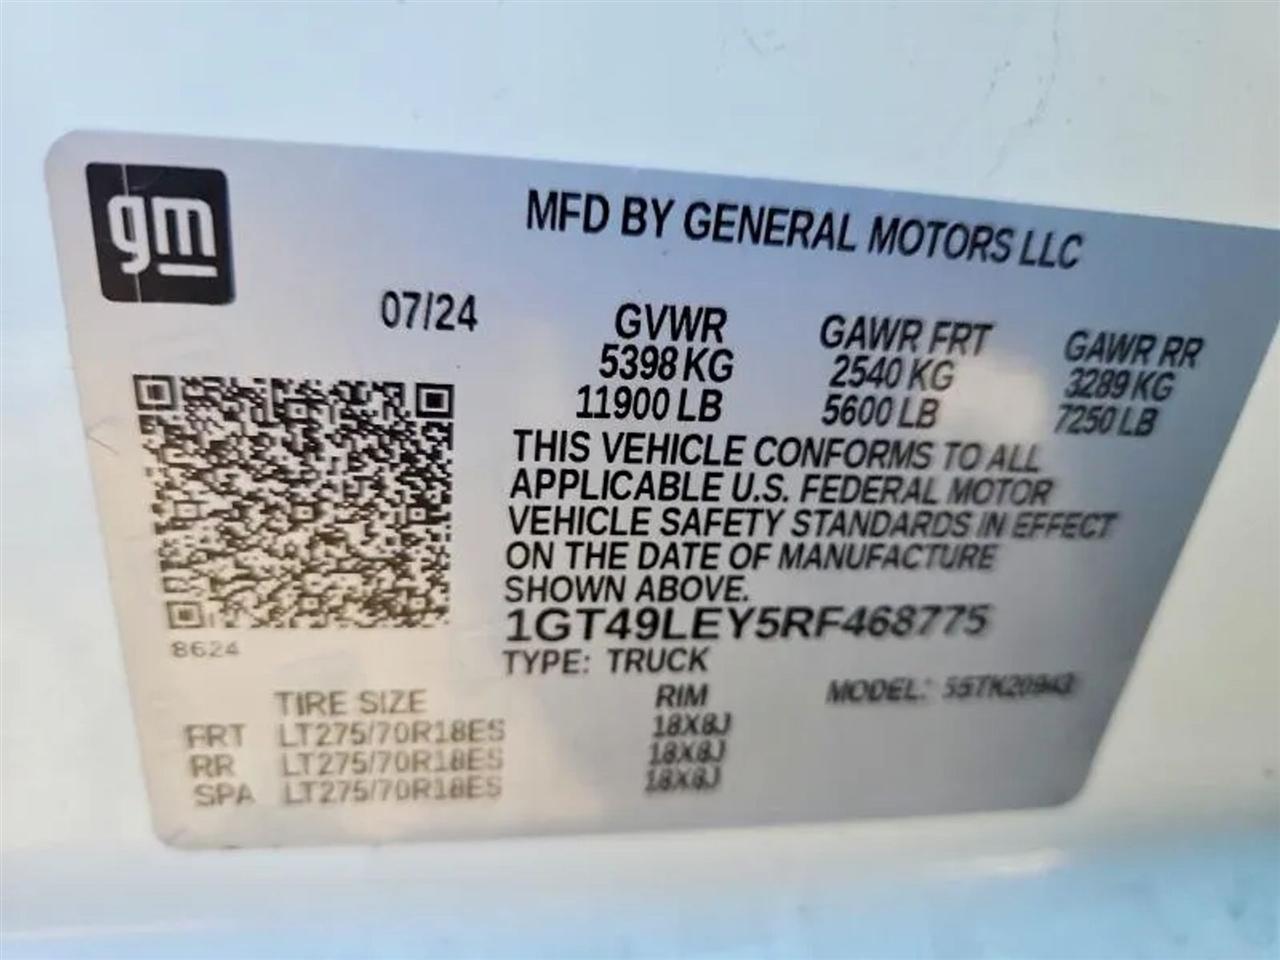 gm
MFD BY GENERAL MOTORS LLC
07/24
GVWR GAWR FRT GAWR RR
5398 KG 2540 KG 3289 KG
11900 LB 5600 LB 7250 LB
THIS VEHICLE CONFORMS TO ALL
APPLICABLE U.S. FEDERAL MOTOR
VEHICLE SAFETY STANDARDS IN EFFECT
ON THE DATE OF MANUFACTURE
SHOWN ABOVE.
1GT49LEY5RF468775
8624
TYPE: TRUCK
TIRE SIZE RIM MODEL:
FRT LT275/70R18ES 18X8J
RR LT275/70R18ES 18X8J
SPA LT275/70R18ES 18X8J